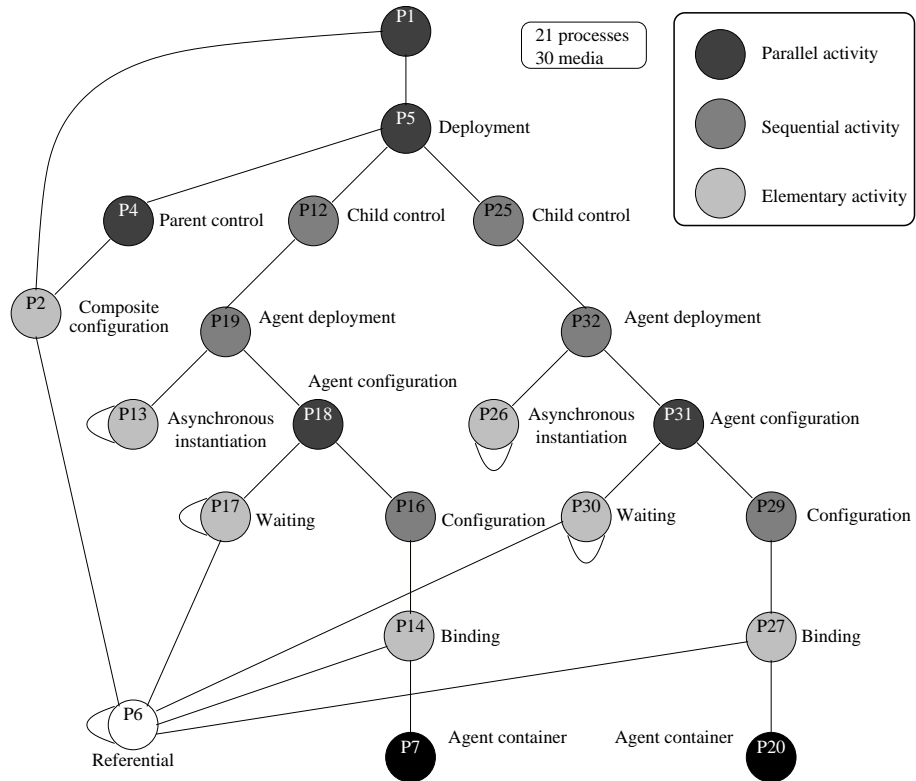 P1
21 processes
30 media
Parallel activity
P5
Deployment
Sequential activity
Elementary activity
P4
Parent control
P12
Child control
P25
Child control
P2
Composite
configuration
P19
Agent deployment
P32
Agent deployment
Agent configuration
P13
Asynchronous
instantiation
P18
P26
Asynchronous
instantiation
P31
Agent configuration
P17
Waiting
P16
Configuration
P30
Waiting
P29
Configuration
P14
Binding
P27
Binding
P6
Referential
P7
Agent container
Agent container
P20